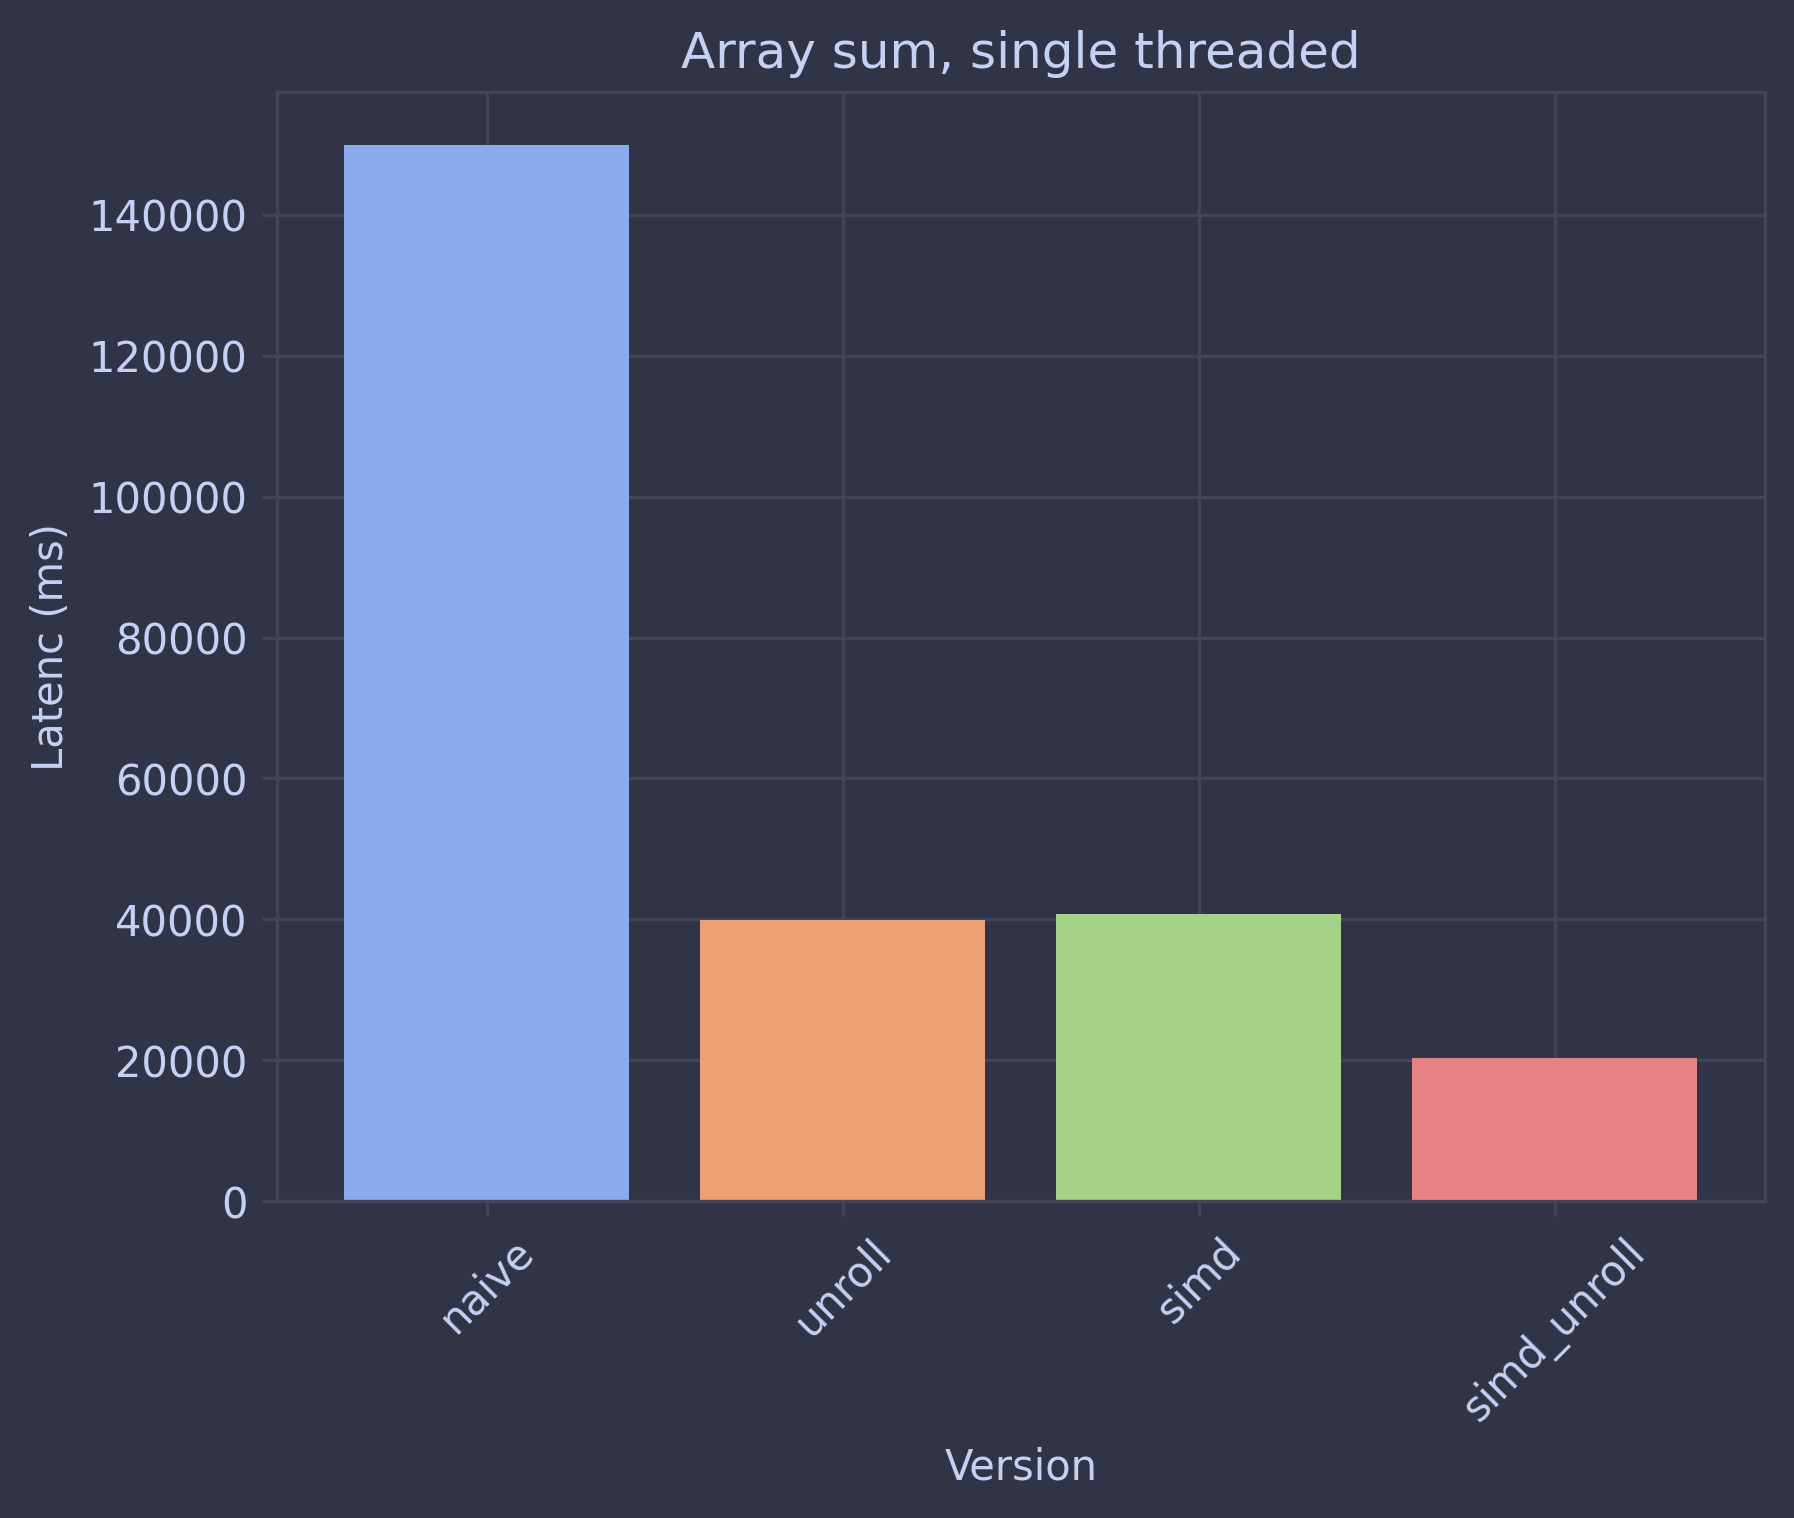 Array sum, single threaded
Latenc (ms)
140000
120000
100000
80000
60000
40000
20000
0
naive
unroll
simd
simd_unroll
Version